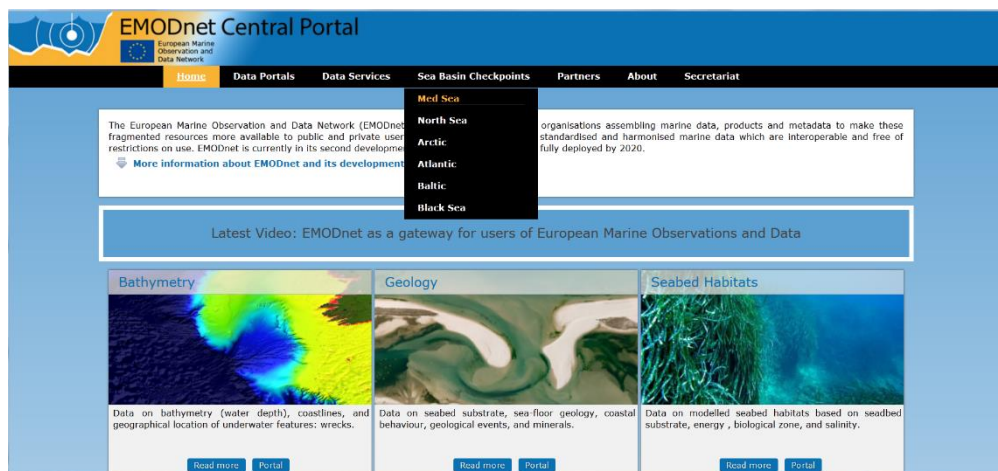 EMODnet Central Portal
European Marine
Observation and
Data Network
Home Data Portals Data Services Sea Basin Checkpoints Partners About Secretariat
Med Sea
North Sea
Arctic
Atlantic
Baltic
Black Sea
The European Marine Observation and Data Network (EMODnet organisations assembling marine data, products and metadata to make these
fragmented resources more available to public and private user standardised and harmonised marine data which are interoperable and free of
restrictions on use. EMODnet is currently in its second developme fully deployed by 2020.
More information about EMODnet and its development
Latest Video: EMODnet as a gateway for users of European Marine Observations and Data
Bathymetry
Data on bathymetry (water depth), coastlines, and
geographical location of underwater features: wrecks.
Read more Portal
Geology
Data on seabed substrate, sea-floor geology, coastal
behaviour, geological events, and minerals.
Read more Portal
Seabed Habitats
Data on modelled seabed habitats based on seadbed
substrate, energy , biological zone, and salinity.
Read more Portal